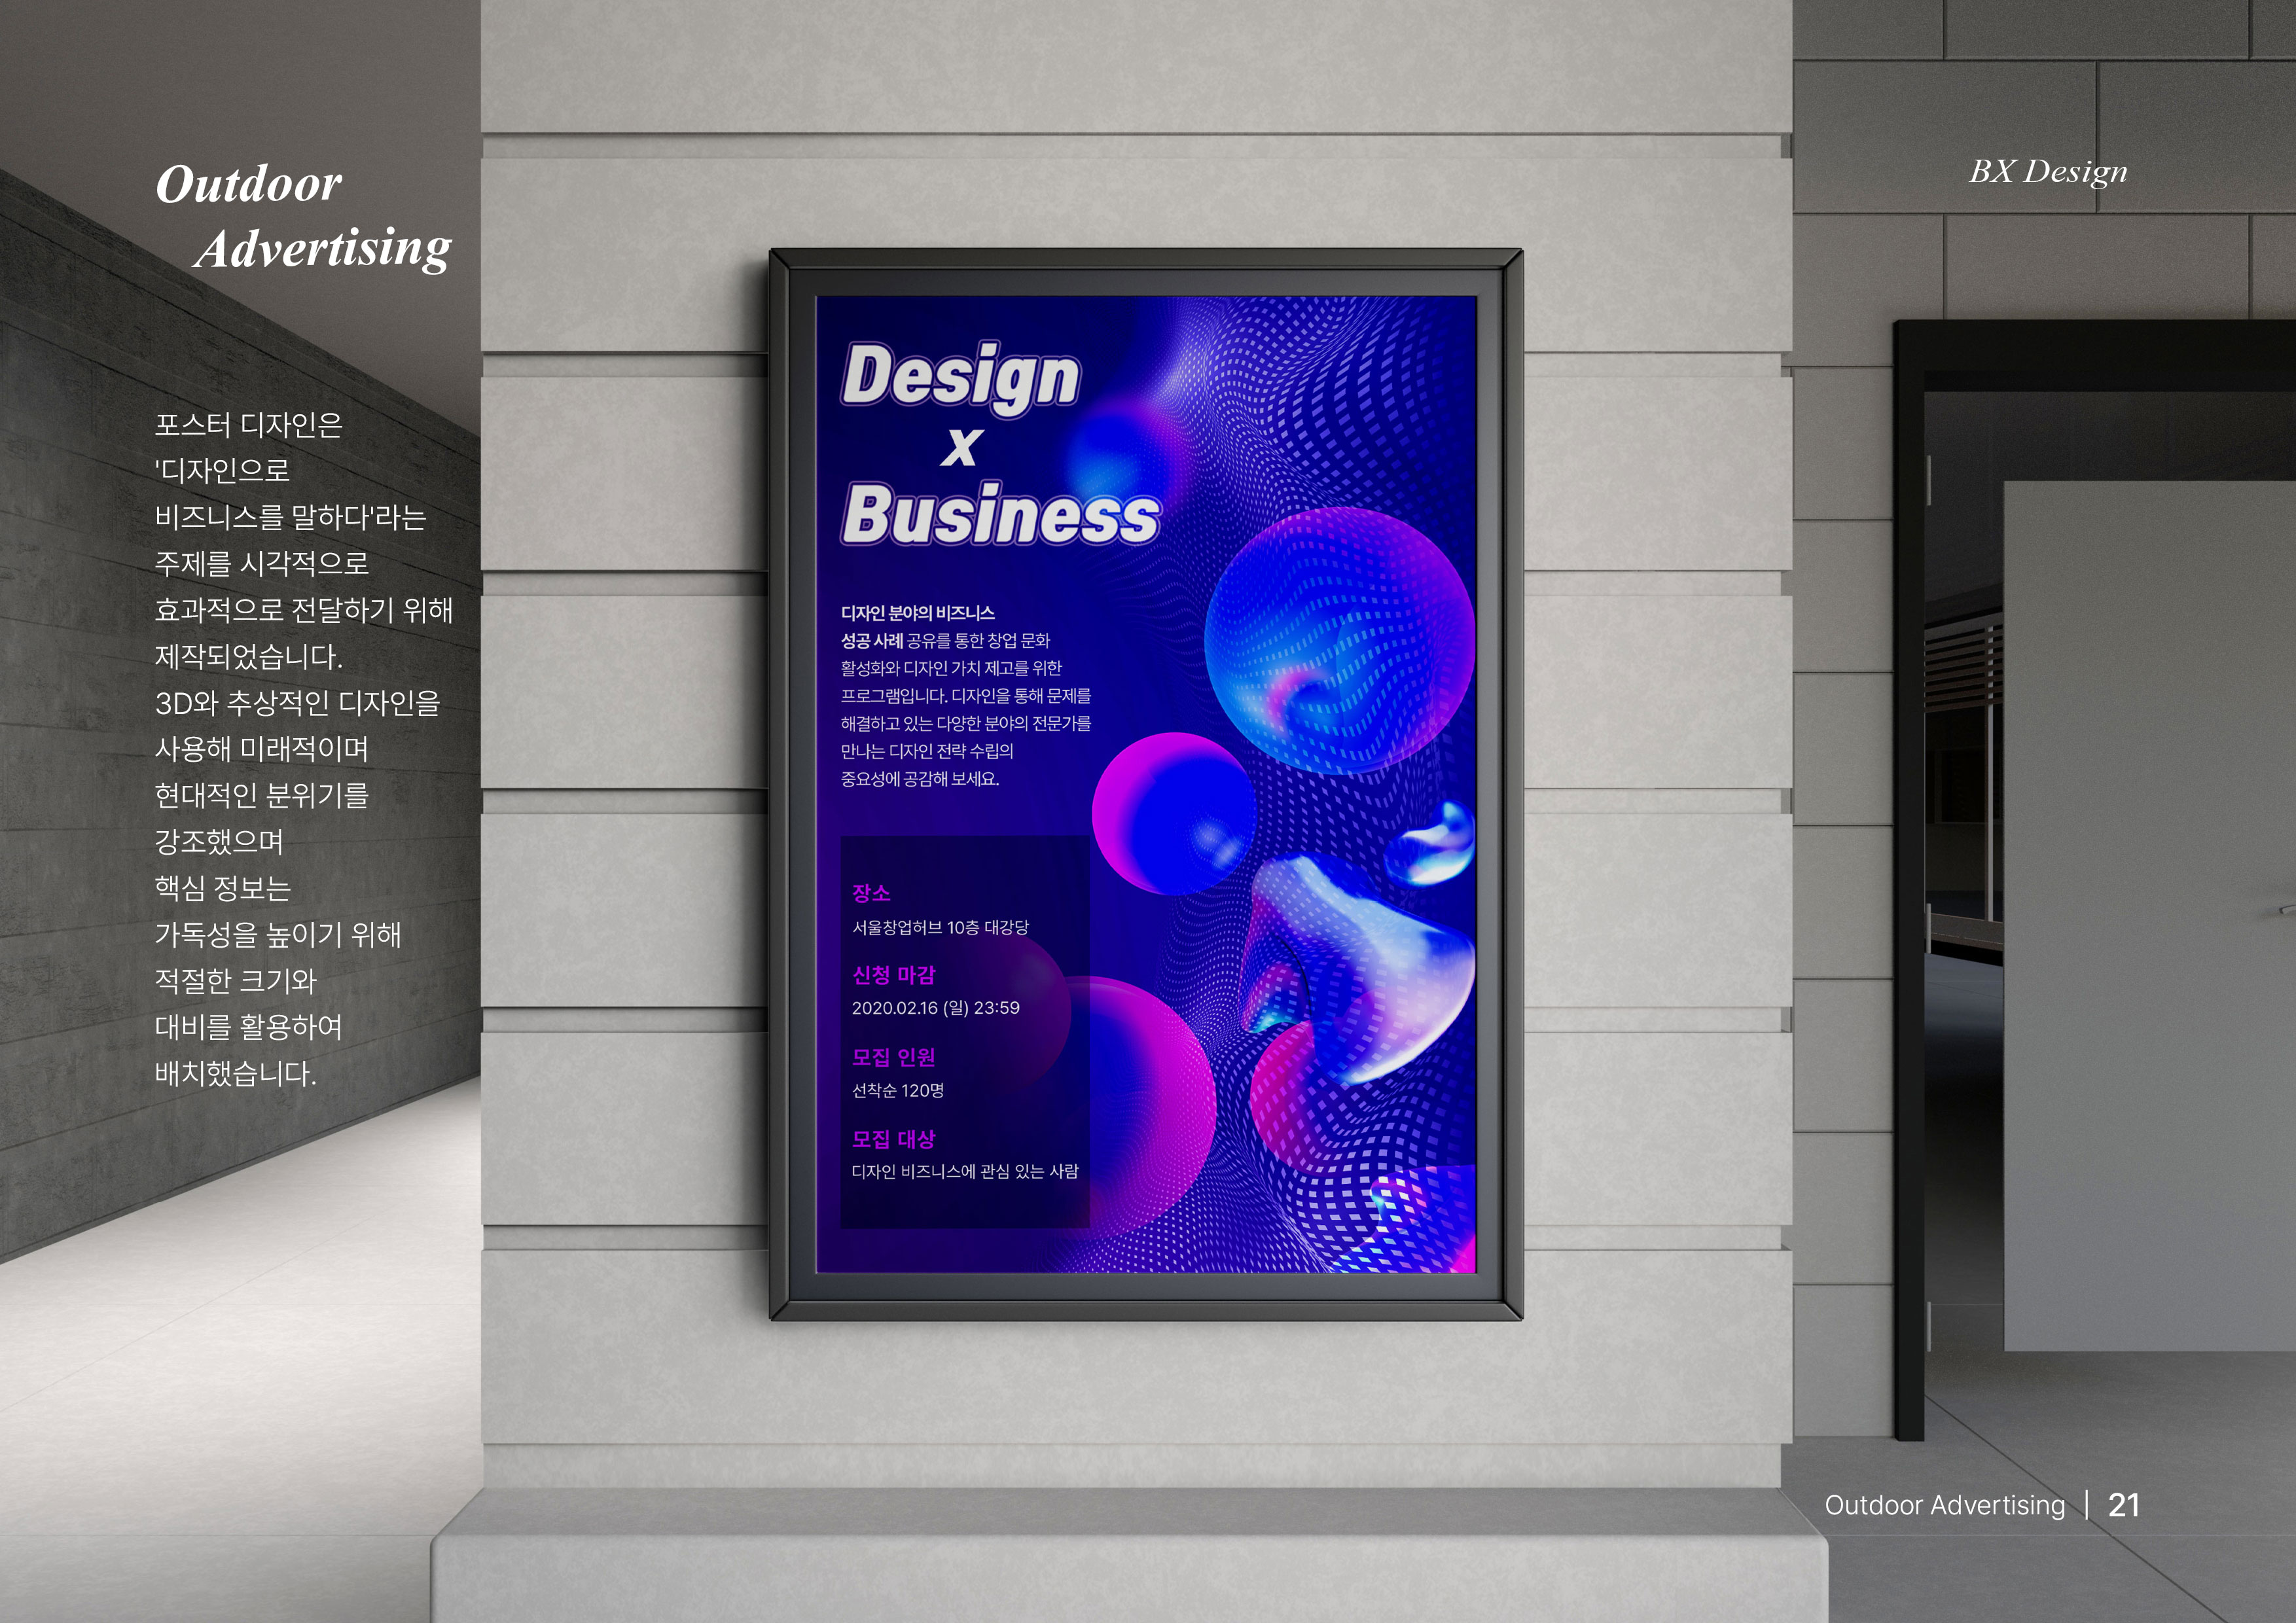 Outdoor
Advertising
BX Design
포스터 디자인은
'디자인으로
비즈니스를 말하다'라는
주제를 시각적으로
효과적으로 전달하기 위해
제작되었습니다.
3D와 추상적인 디자인을
사용해 미래적이며
현대적인 분위기를
강조했으며
핵심 정보는
가독성을 높이기 위해
적절한 크기와
대비를 활용하여
배치했습니다.
Design
x
Business
디자인 분야의 비즈니스
성공 사례 공유를 통한 창업 문화
활성화와 디자인 가치 제고를 위한
프로그램입니다. 디자인을 통해 문제를
해결하고 있는 다양한 분야의 전문가를
만나는 디자인 전략 수립의
중요성에 공감해 보세요.
장소
서울창업허브 10층 대강당
신청 마감
2020.02.16 (일) 23:59
모집 인원
선착순 120명
모집 대상
디자인 비즈니스에 관심 있는 사람
Outdoor Advertising | 21